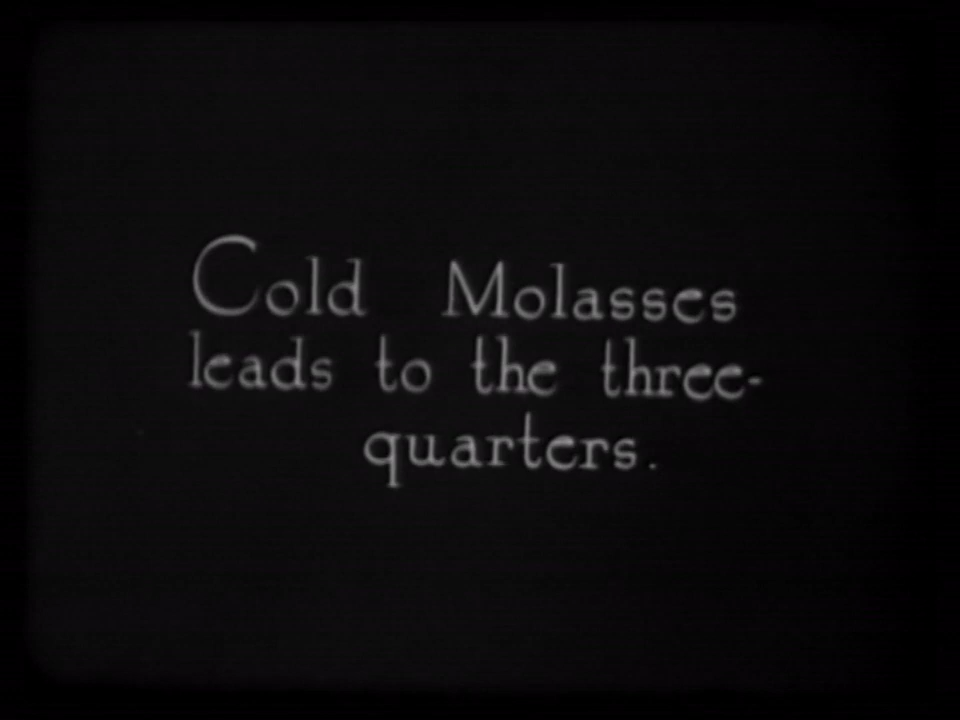 Cold Molasses
leads to the three-
quarters.